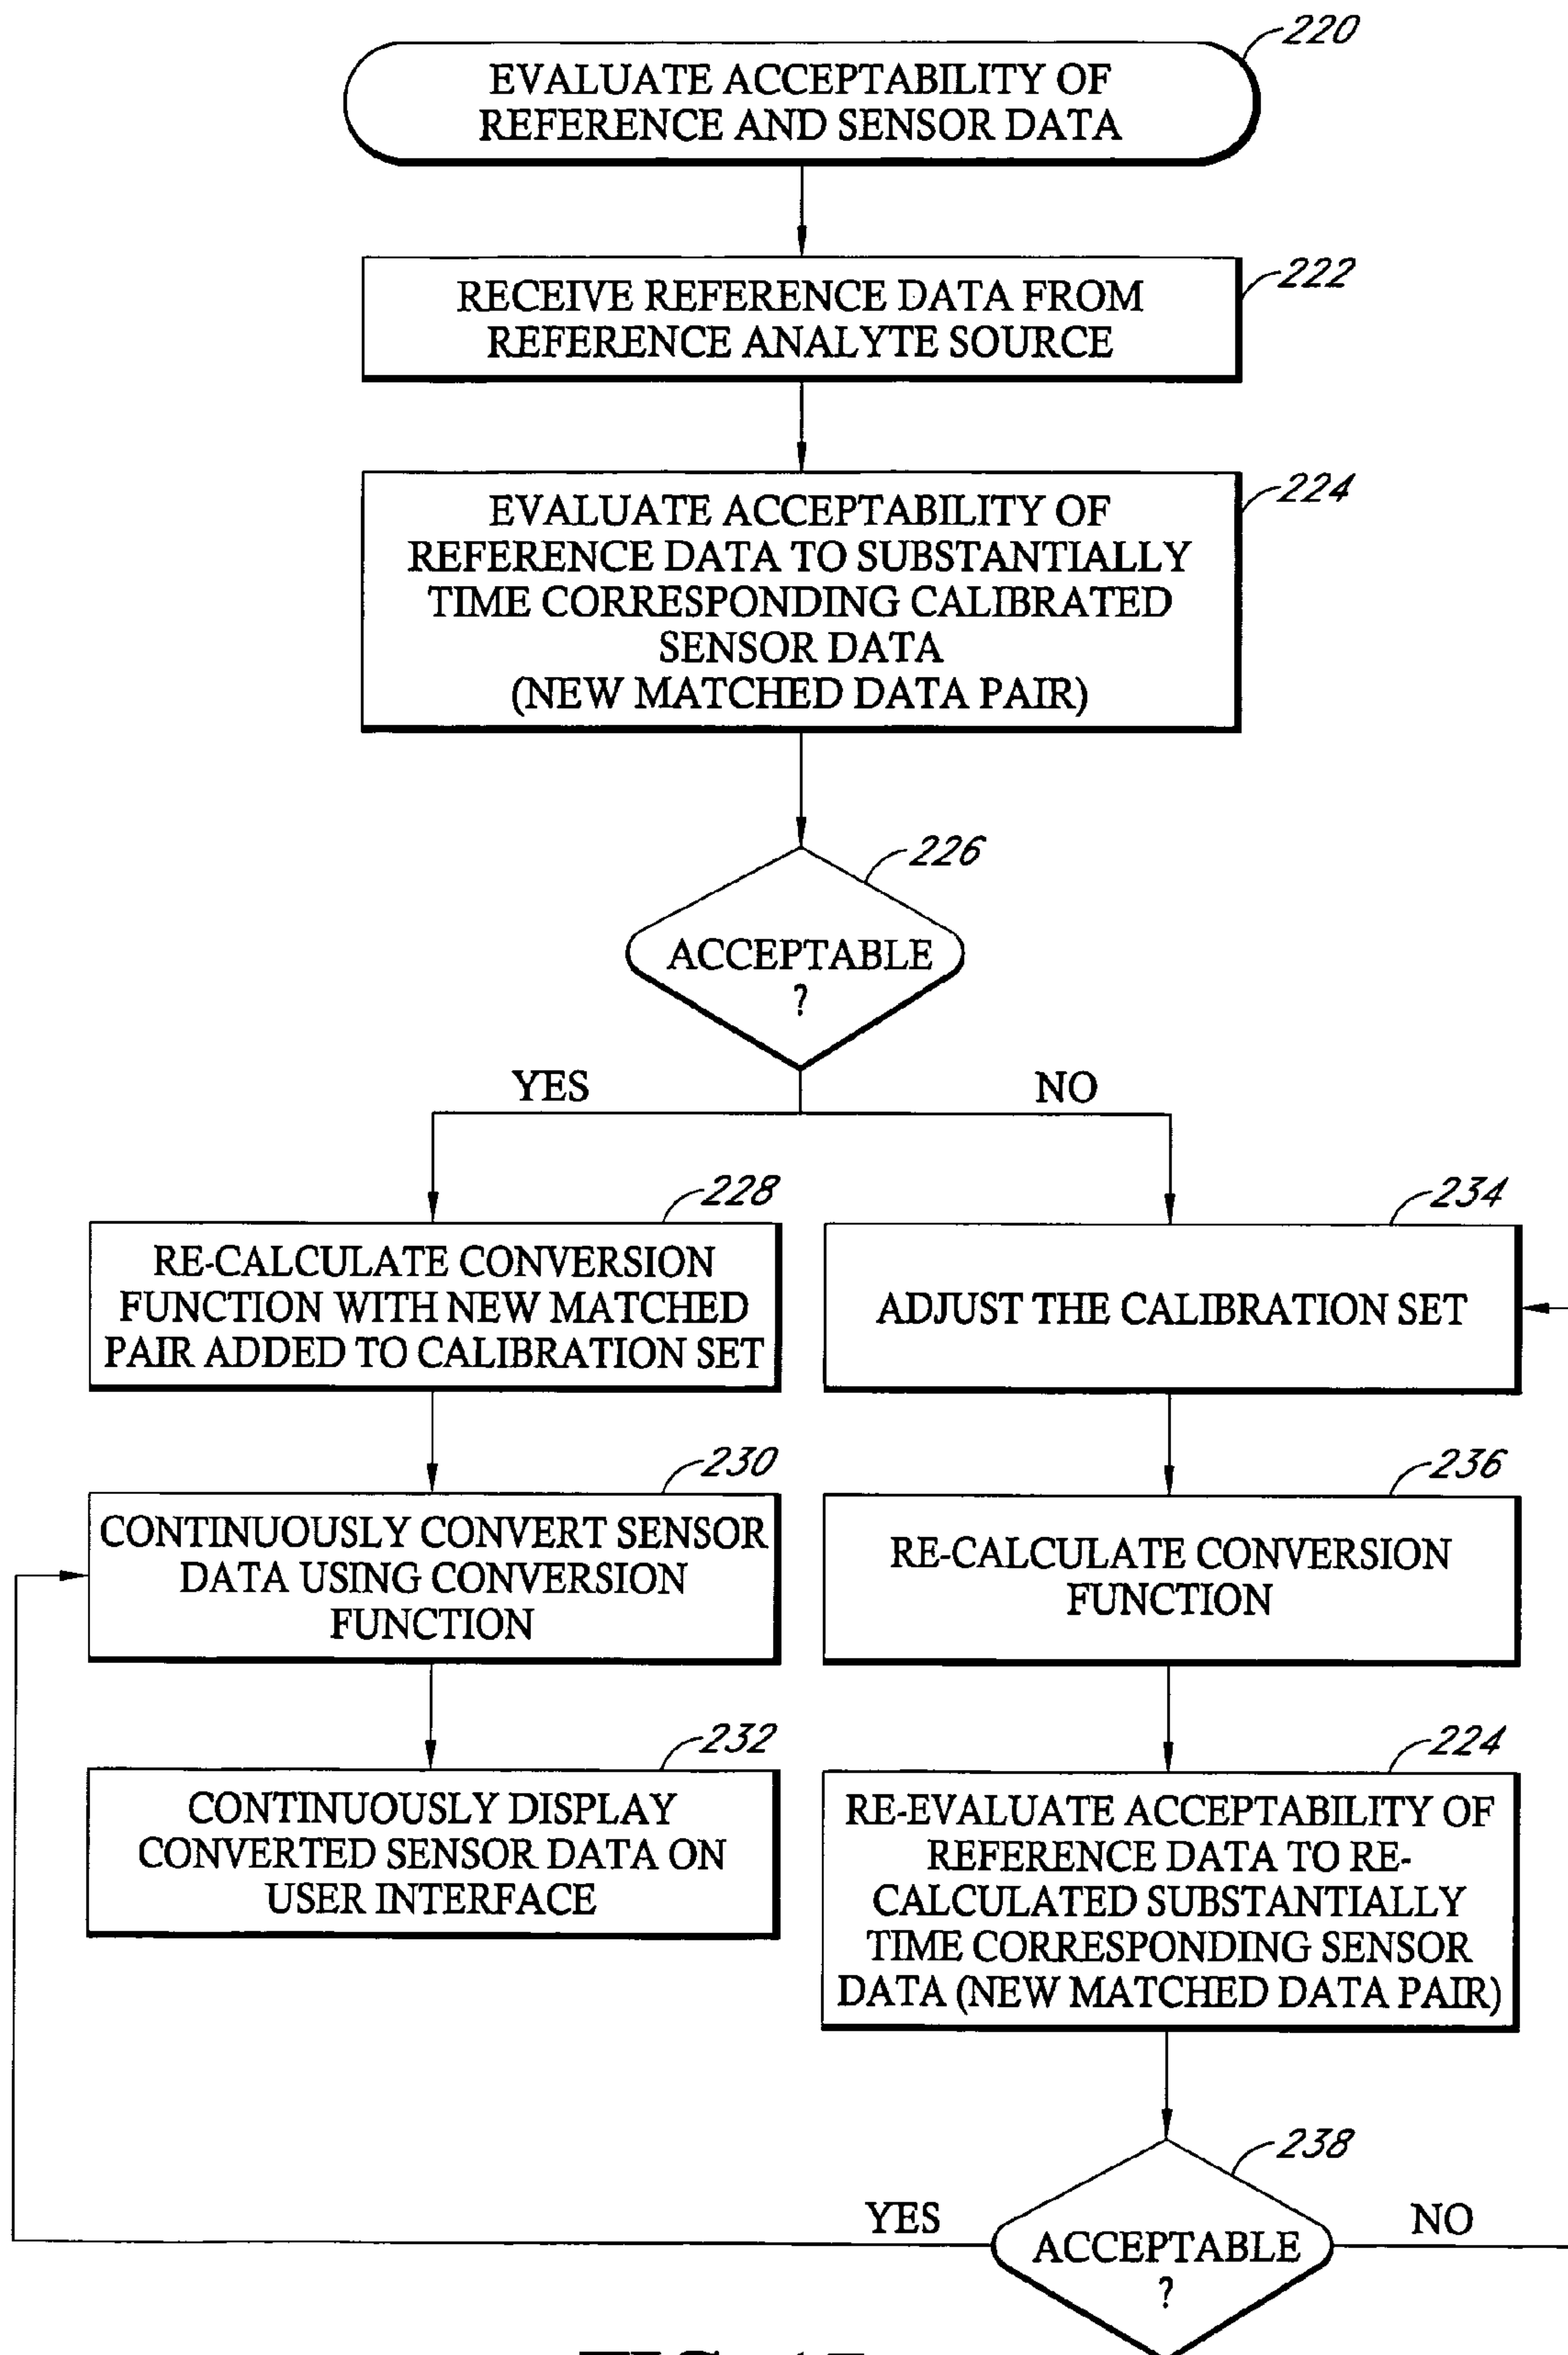 220
EVALUATE ACCEPTABILITY OF
REFERENCE AND SENSOR DATA
222
RECEIVE REFERENCE DATA FROM
REFERENCE ANALYTE SOURCE
224
EVALUATE ACCEPTABILITY OF
REFERENCE DATA TO SUBSTANTIALLY
TIME CORRESPONDING CALIBRATED
SENSOR DATA
(NEW MATCHED DATA PAIR)
226
ACCEPTABLE
?
YES
NO
228
RE-CALCULATE CONVERSION
FUNCTION WITH NEW MATCHED
PAIR ADDED TO CALIBRATION SET
234
ADJUST THE CALIBRATION SET
230
CONTINUOUSLY CONVERT SENSOR
DATA USING CONVERSION
FUNCTION
236
RE-CALCULATE CONVERSION
FUNCTION
232
CONTINUOUSLY DISPLAY
CONVERTED SENSOR DATA ON
USER INTERFACE
224
RE-EVALUATE ACCEPTABILITY OF
REFERENCE DATA TO RE-
CALCULATED SUBSTANTIALLY
TIME CORRESPONDING SENSOR
DATA (NEW MATCHED DATA PAIR)
238
YES
NO
ACCEPTABLE
?